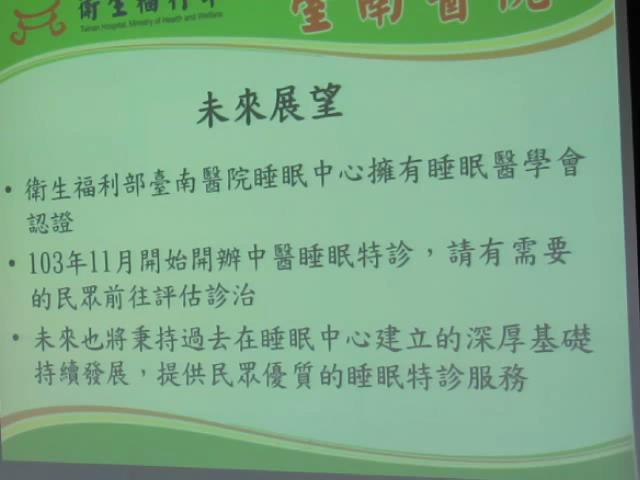 衛生福利部
Tainan Hospital, Ministry of Health and Welfare
臺南醫院
未來展望
• 衛生福利部臺南醫院睡眠中心擁有睡眠醫學會
認證
• 103年11月開始開辦中醫睡眠特診，請有需要
的民眾前往評估診治
• 未來也將秉持過去在睡眠中心建立的深厚基礎
持續發展，提供民眾優質的睡眠特診服務